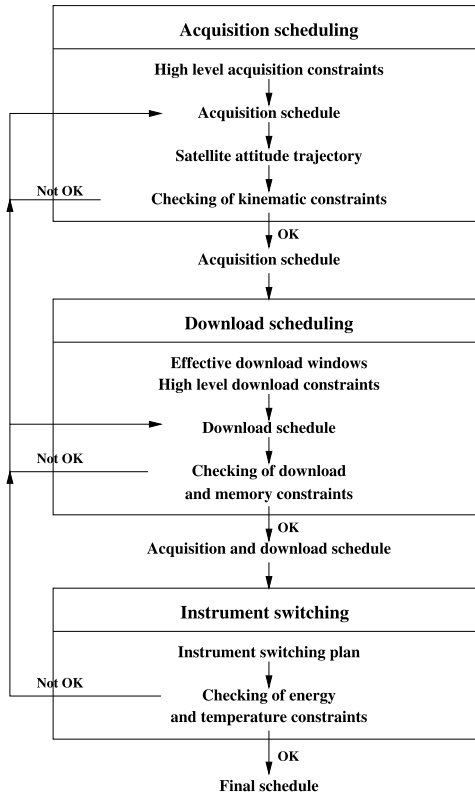 Acquisition scheduling
High level acquisition constraints
Acquisition schedule
Satellite attitude trajectory
Not OK
Checking of kinematic constraints
OK
Acquisition schedule
Download scheduling
Effective download windows
High level download constraints
Download schedule
Not OK
Checking of download
and memory constraints
OK
Acquisition and download schedule
Instrument switching
Instrument switching plan
Not OK
Checking of energy
and temperature constraints
OK
Final schedule